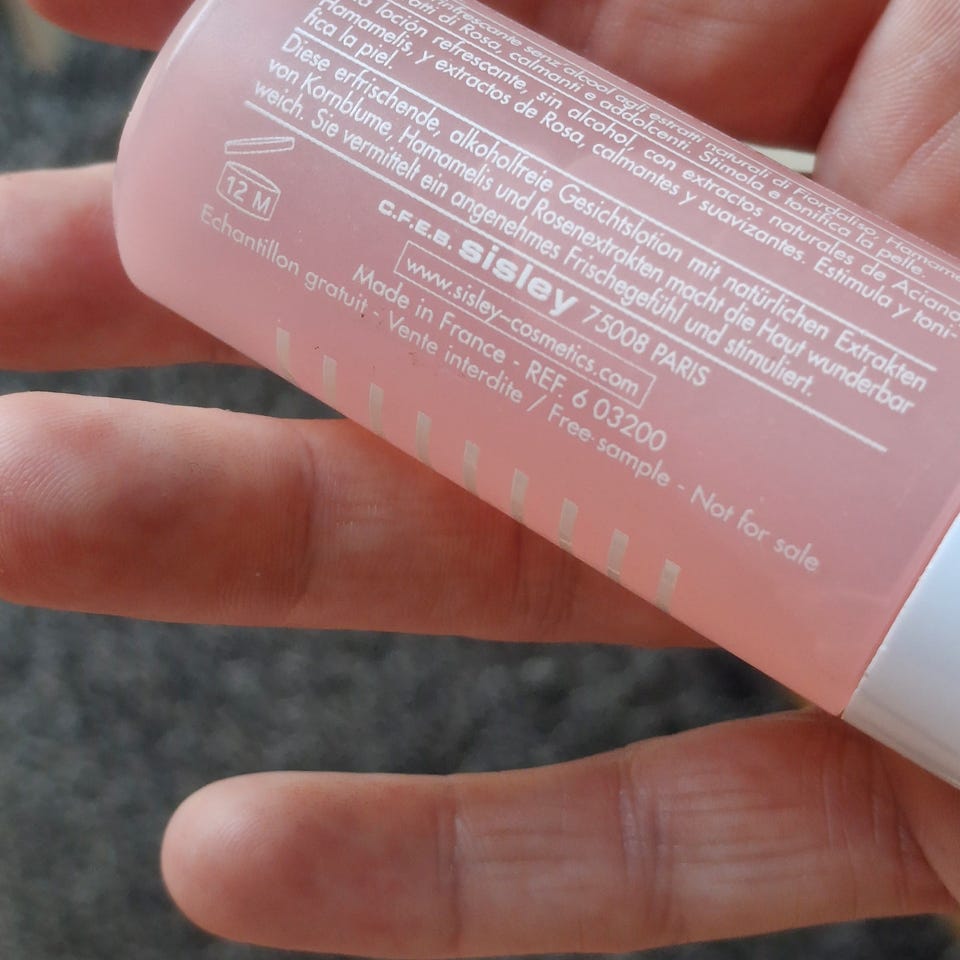 rinfrescante senz'alcool agli estratti naturali di Fiordaliso, Hamame
tratti di Rosa, calmanti e addolcenti. Stimola e tonifica la pelle.
loción refrescante, sin alcohol, con extractos naturales de Aciano
Hamamelis, y extractos de Rosa, calmantes y suavizantes. Estimula y toni-
fica la piel.
Diese erfrischende, alkoholfreie Gesichtslotion mit natürlichen Extrakten
von Kornblume, Hamamelis und Rosenextrakten macht die Haut wunderbar
weich. Sie vermittelt ein angenehmes Frischegefühl und stimuliert.
12 M
C.F.E.B. sisley 75008 PARIS
www.sisley-cosmetics.com
Made in France - REF. 6 03200
Echantillon gratuit - Vente interdite / Free sample - Not for sale